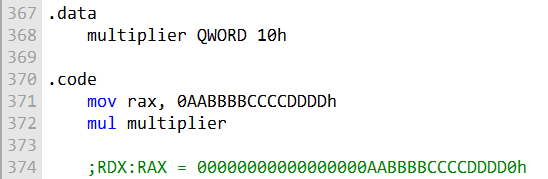 367 .data
368 multiplier QWORD 10h
369
370 .code
371 mov rax, 0AABBBBCCCCDDDDh
372 mul multiplier
373
374 ;RDX:RAX = 00000000000000000AABBBBCCCCDDDD0h